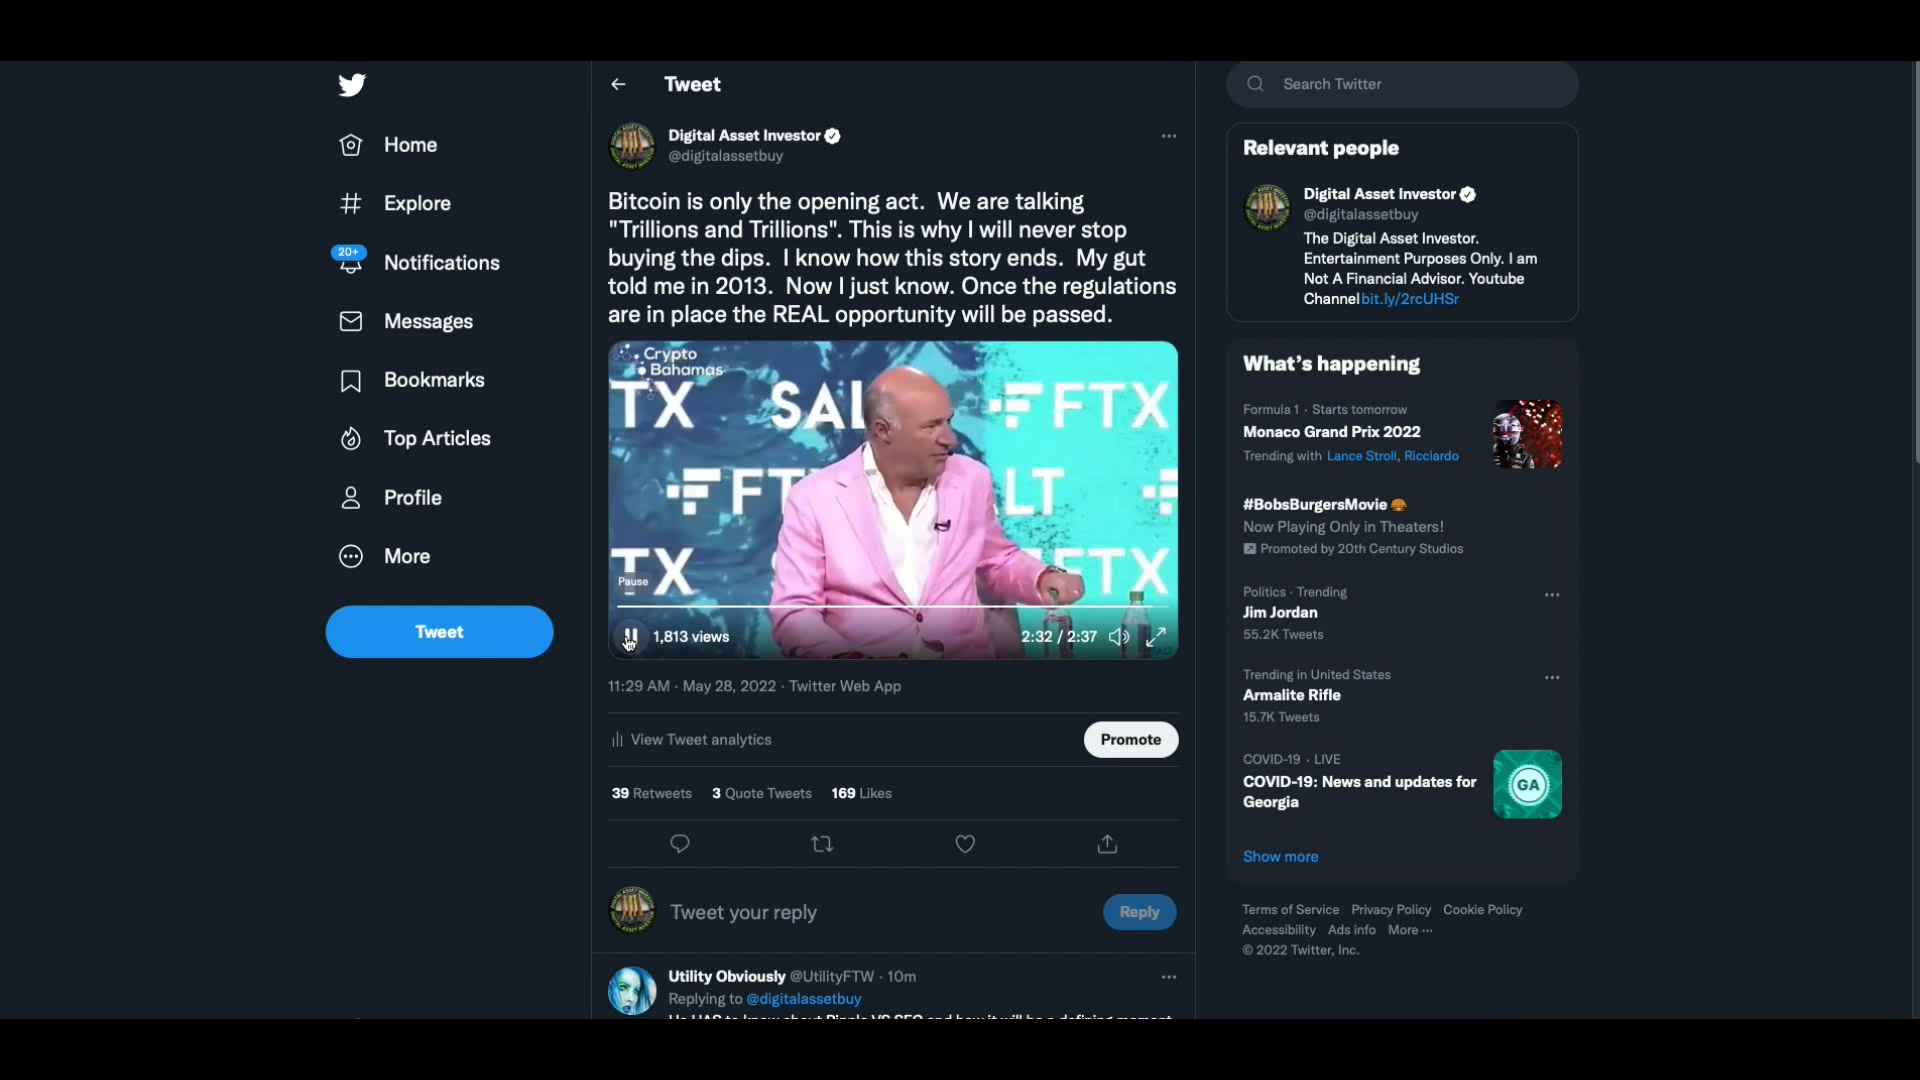 Home
Explore
20+
Notifications
Messages
Bookmarks
Top Articles
Profile
More
Tweet
Tweet
Digital Asset Investor
@digitalassetbuy
Bitcoin is only the opening act. We are talking
"Trillions and Trillions". This is why I will never stop
buying the dips. I know how this story ends. My gut
told me in 2013. Now I just know. Once the regulations
are in place the REAL opportunity will be passed.
Crypto
Bahamas
TX SAL FTX
FT LT
TX FTX
Pause
1,813 views
2:32 / 2:37
11:29 AM · May 28, 2022 · Twitter Web App
View Tweet analytics
Promote
39 Retweets 3 Quote Tweets 169 Likes
Tweet your reply
Reply
Utility Obviously @UtilityFTW · 10m
Replying to @digitalassetbuy
Search Twitter
Relevant people
Digital Asset Investor
@digitalassetbuy
The Digital Asset Investor.
Entertainment Purposes Only. I am
Not A Financial Advisor. Youtube
Channel bit.ly/2rcUHSr
What's happening
Formula 1 · Starts tomorrow
Monaco Grand Prix 2022
Trending with Lance Stroll, Ricciardo
#BobsBurgersMovie
Now Playing Only in Theaters!
Promoted by 20th Century Studios
Politics · Trending
Jim Jordan
55.2K Tweets
Trending in United States
Armalite Rifle
15.7K Tweets
COVID-19 · LIVE
COVID-19: News and updates for
Georgia
GA
Show more
Terms of Service Privacy Policy Cookie Policy
Accessibility Ads info More ···
© 2022 Twitter, Inc.